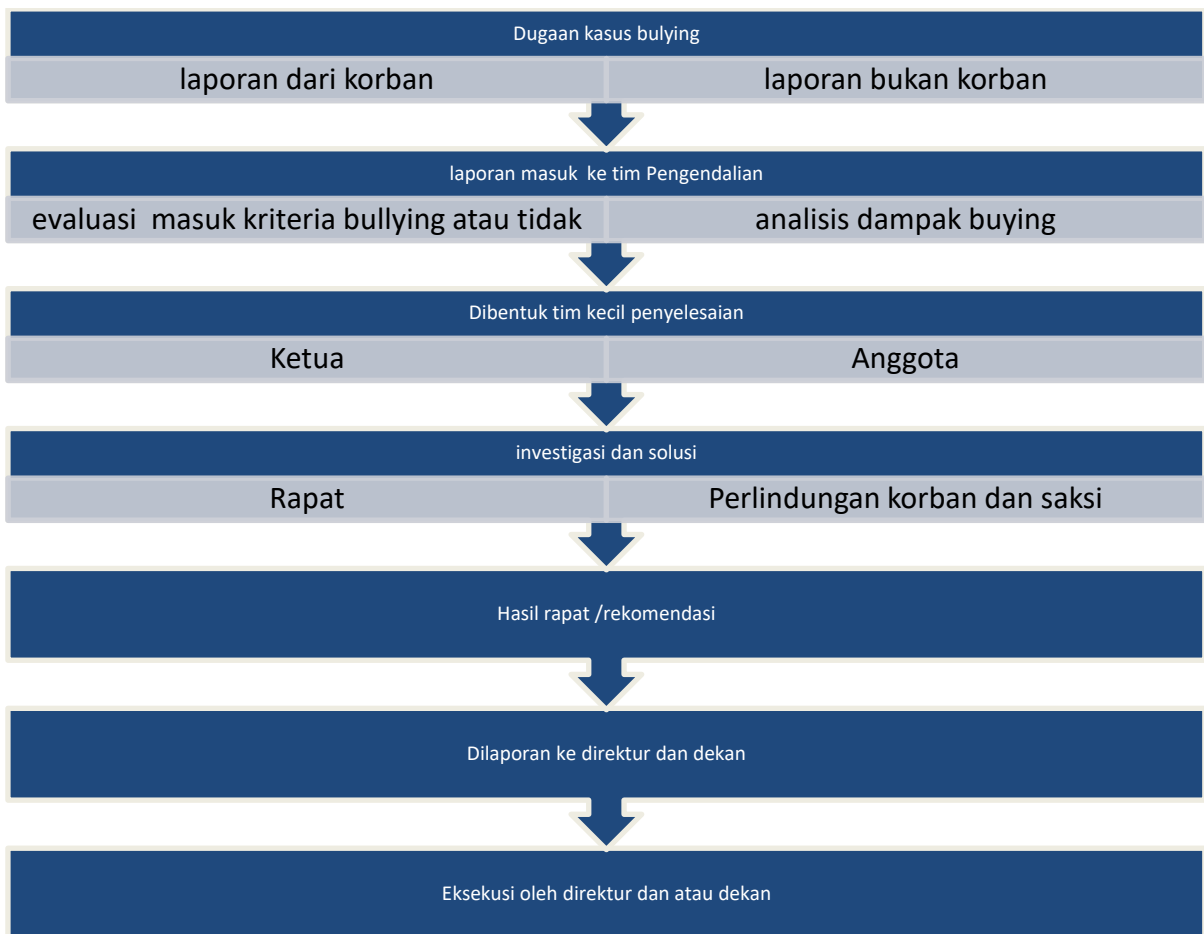 Dugaan kasus bulying
laporan dari korban
laporan bukan korban
laporan masuk ke tim Pengendalian
evaluasi masuk kriteria bullying atau tidak
analisis dampak buying
Dibentuk tim kecil penyelesaian
Ketua
Anggota
investigasi dan solusi
Rapat
Perlindungan korban dan saksi
Hasil rapat /rekomendasi
Dilaporan ke direktur dan dekan
Eksekusi oleh direktur dan atau dekan